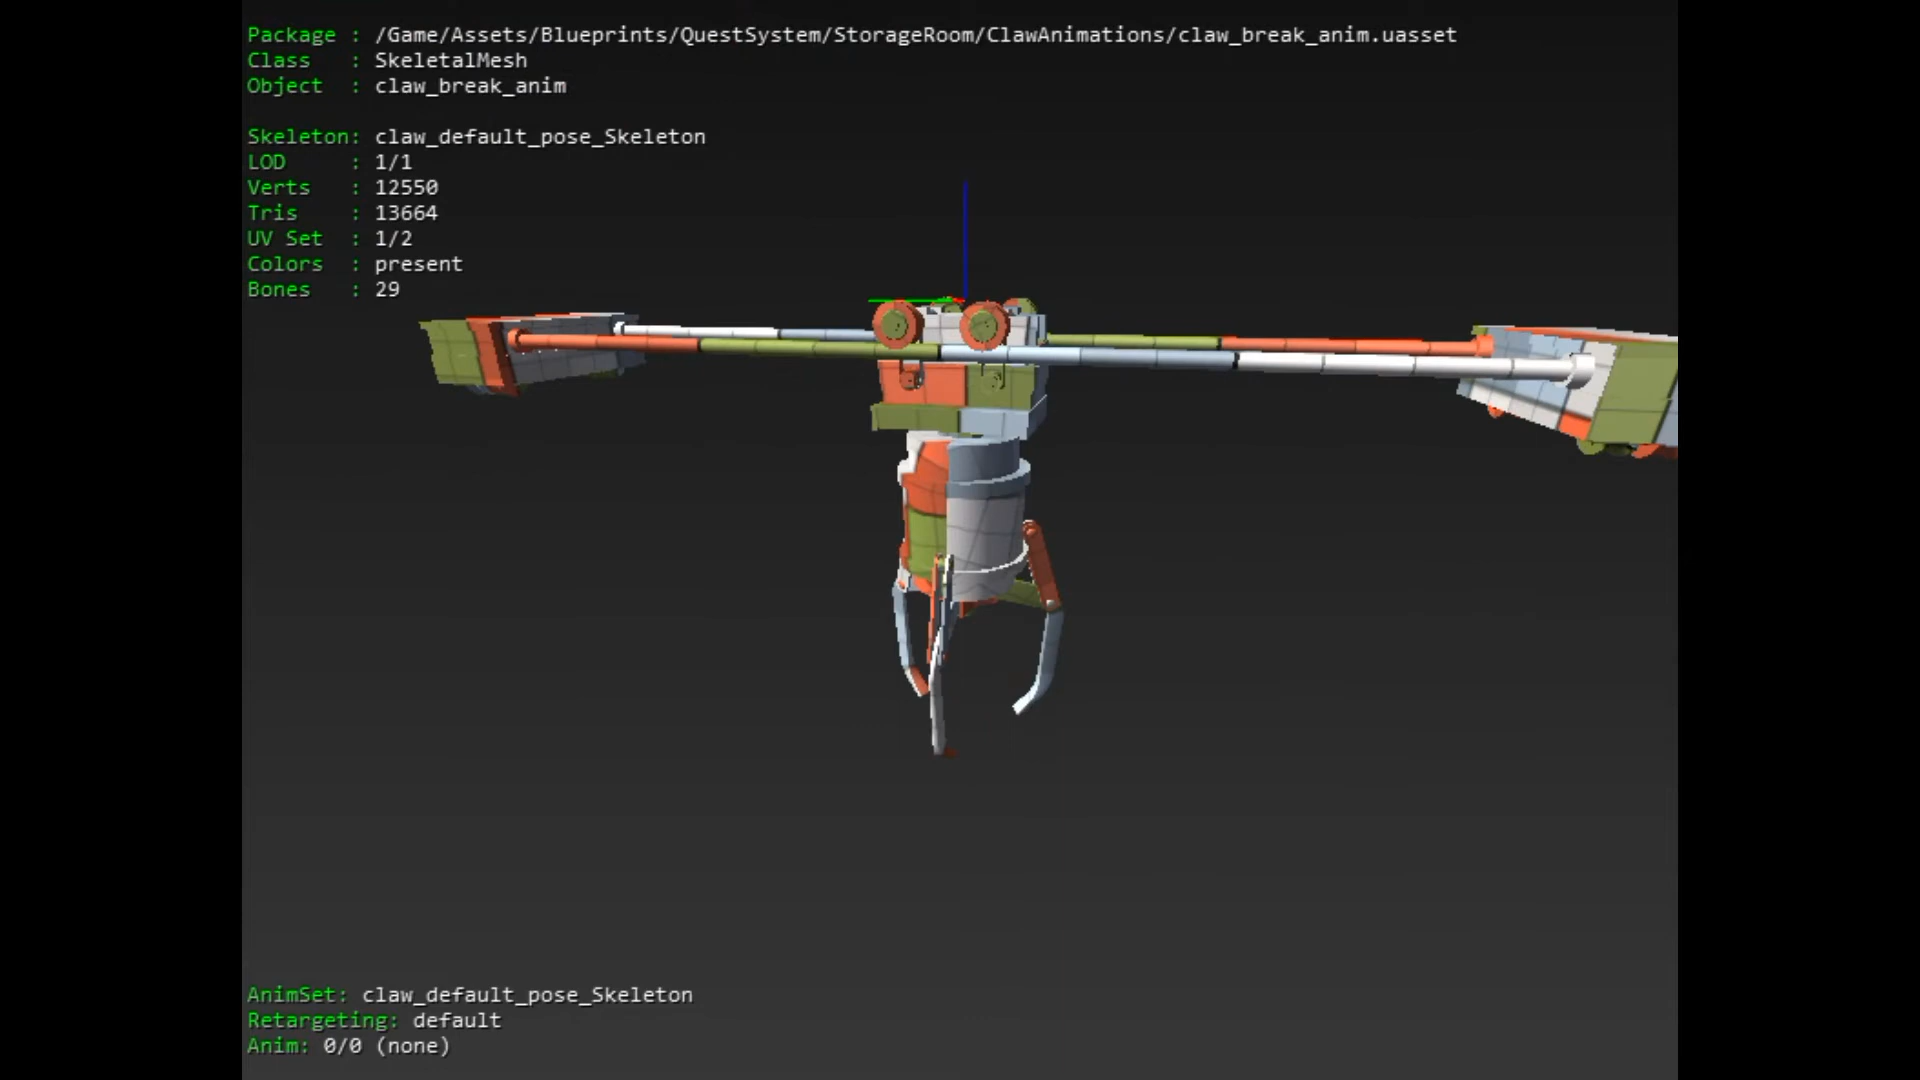 Package : /Game/Assets/Blueprints/QuestSystem/StorageRoom/ClawAnimations/claw_break_anim.uasset
Class : SkeletalMesh
Object : claw_break_anim
Skeleton: claw_default_pose_Skeleton
LOD : 1/1
Verts : 12550
Tris : 13664
UV Set : 1/2
Colors : present
Bones : 29
AnimSet: claw_default_pose_Skeleton
Retargeting: default
Anim: 0/0 (none)